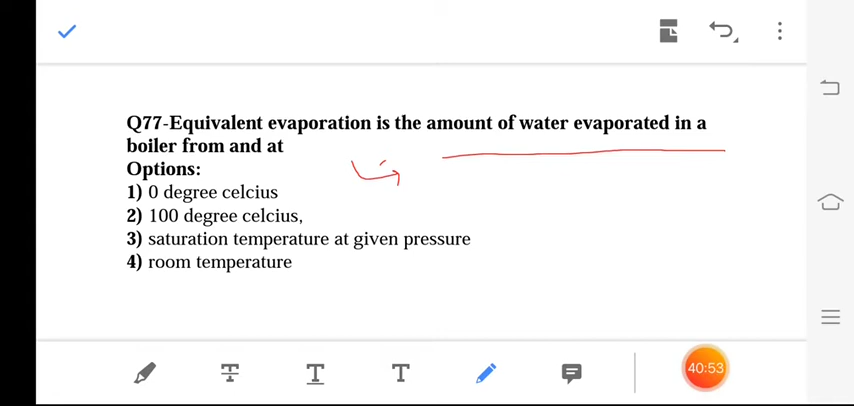 Q77-Equivalent evaporation is the amount of water evaporated in a
boiler from and at
Options:
1) 0 degree celcius
2) 100 degree celcius,
3) saturation temperature at given pressure
4) room temperature
T T T
40:53